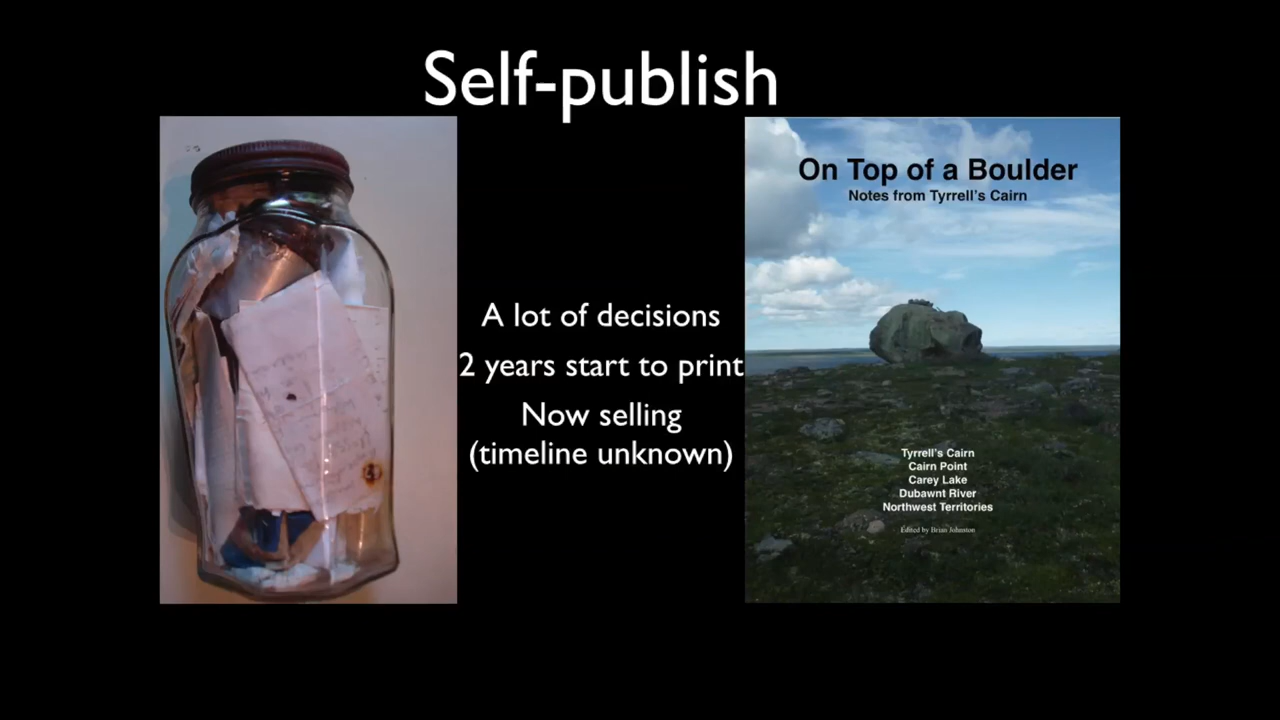 Self-publish
A lot of decisions
2 years start to print
Now selling
(timeline unknown)
On Top of a Boulder
Notes from Tyrrell's Cairn
Tyrrell's Cairn
Cairn Point
Carey Lake
Dubawnt River
Northwest Territories
Edited by Brian Johnston